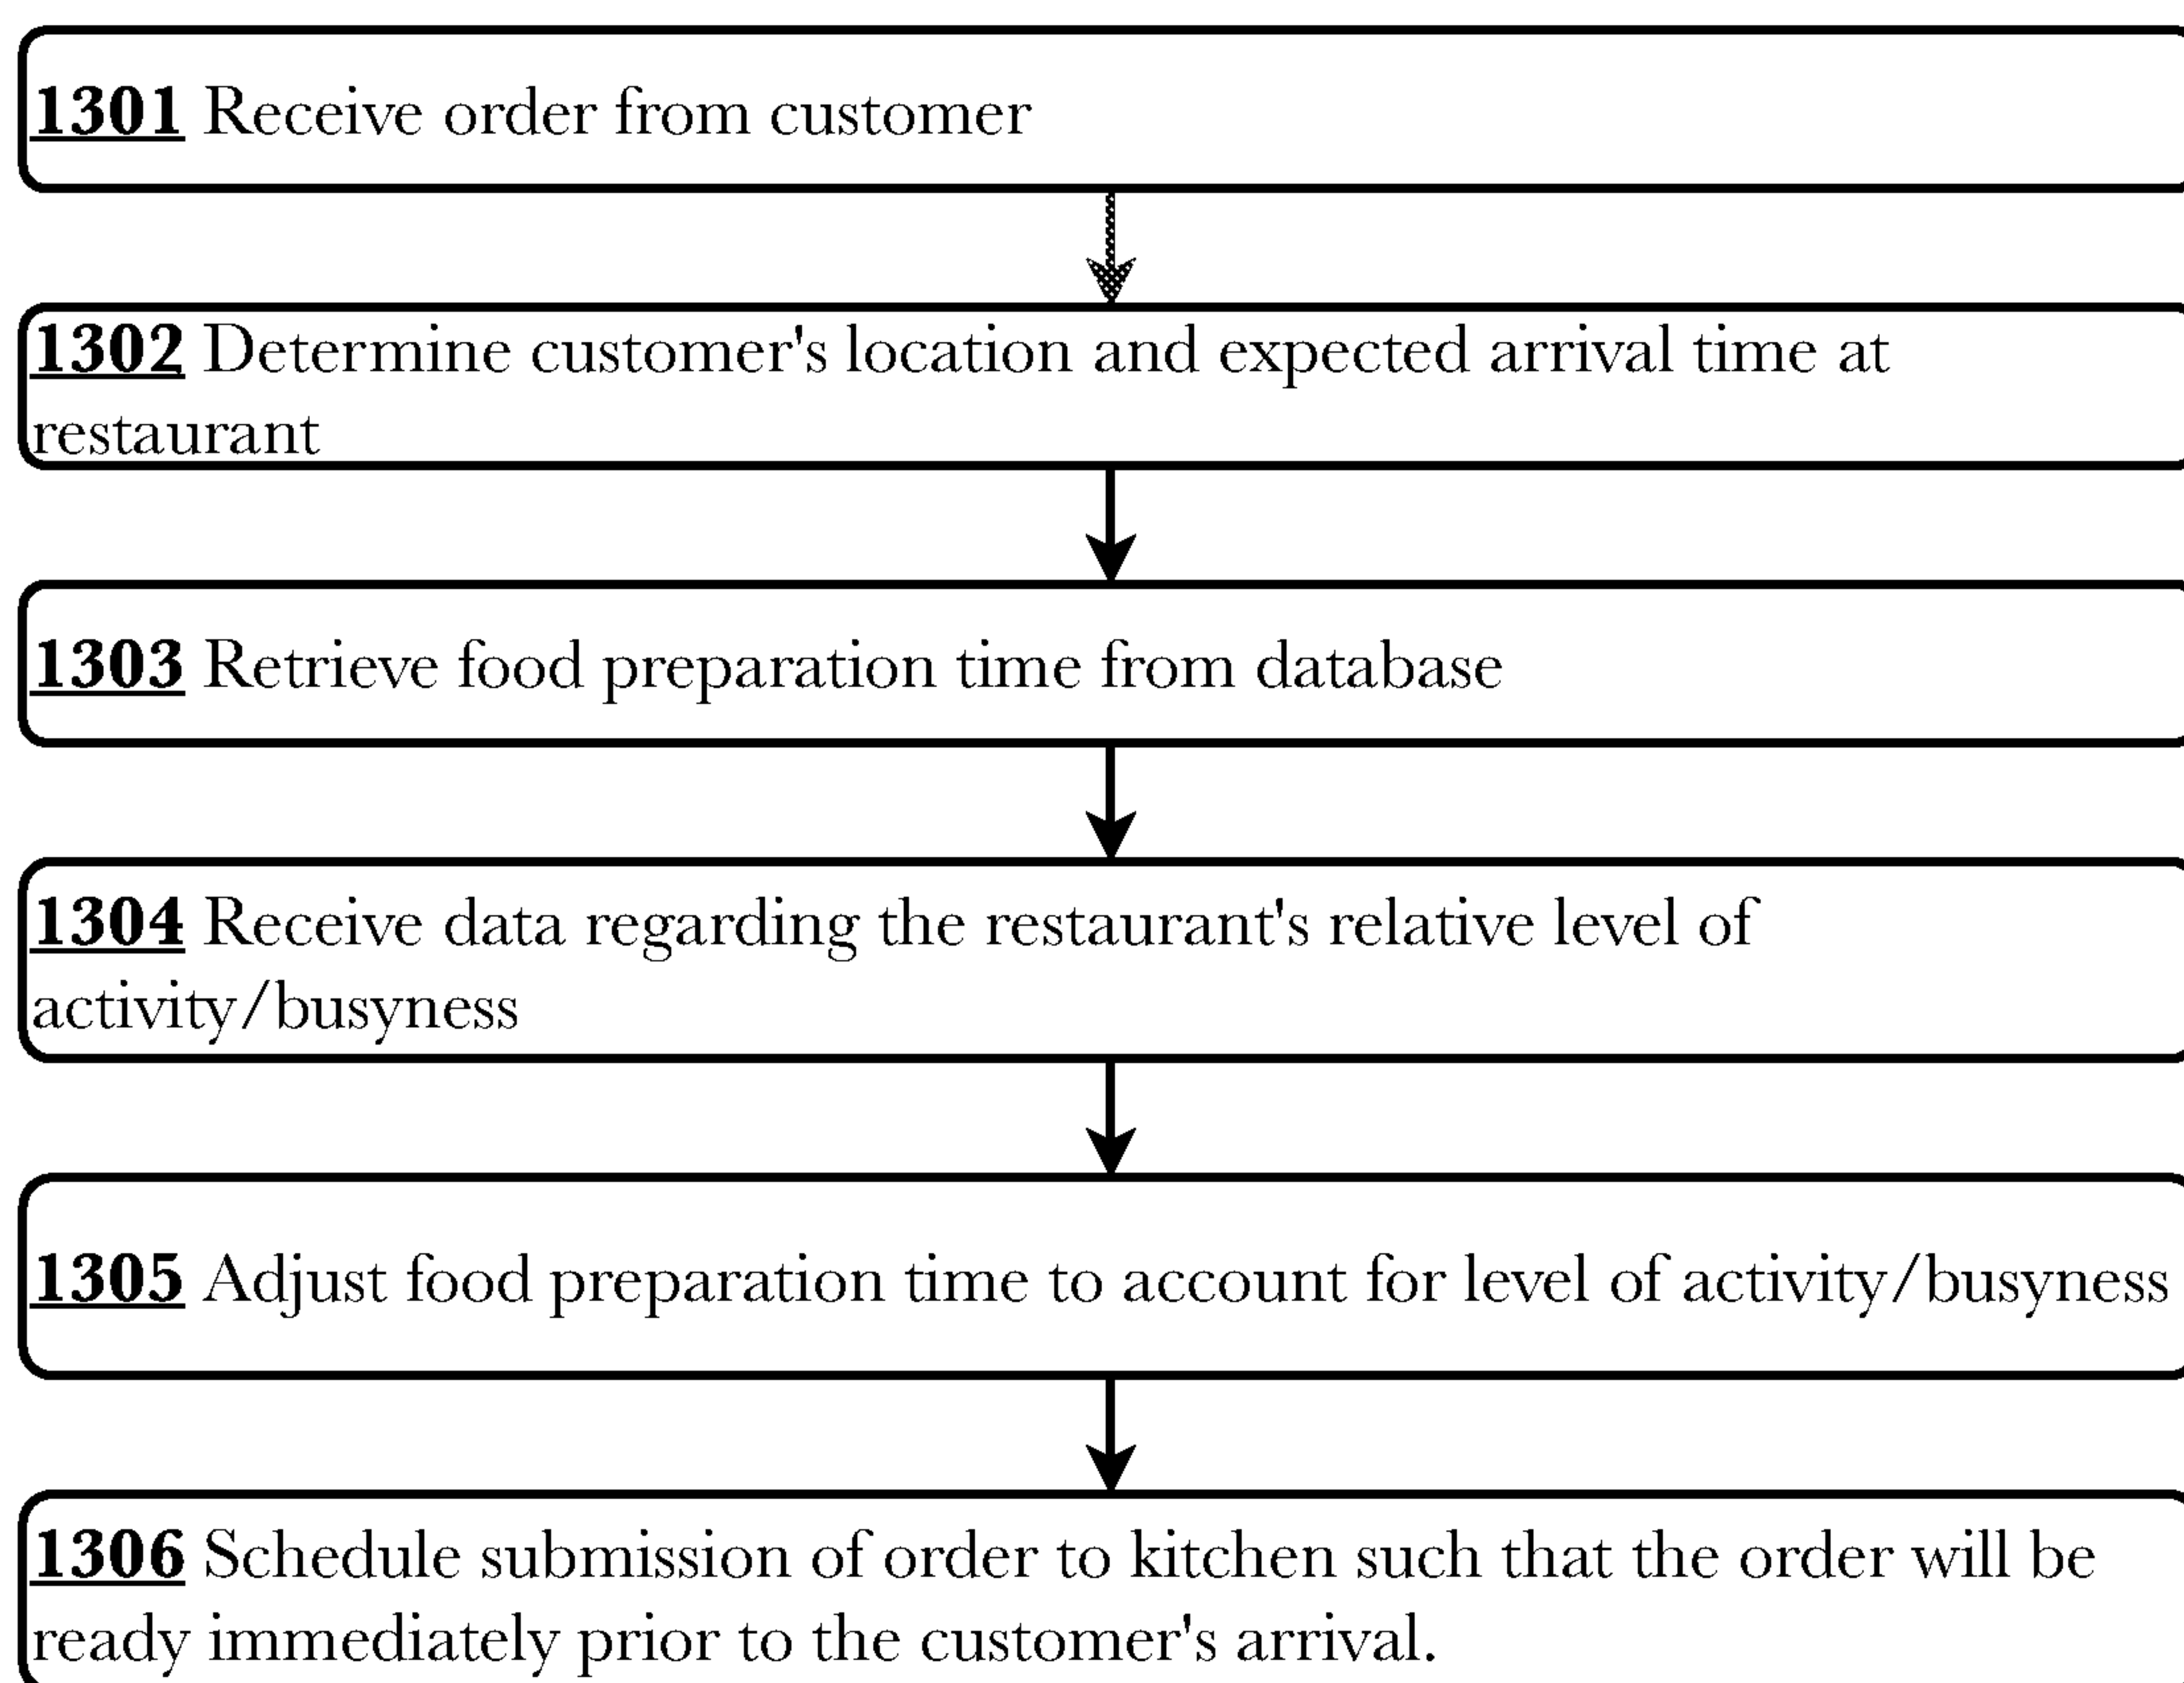 1301 Receive order from customer
1302 Determine customer's location and expected arrival time at
restaurant
1303 Retrieve food preparation time from database
1304 Receive data regarding the restaurant's relative level of
activity/busyness
1305 Adjust food preparation time to account for level of activity/busyness
1306 Schedule submission of order to kitchen such that the order will be
ready immediately prior to the customer's arrival.